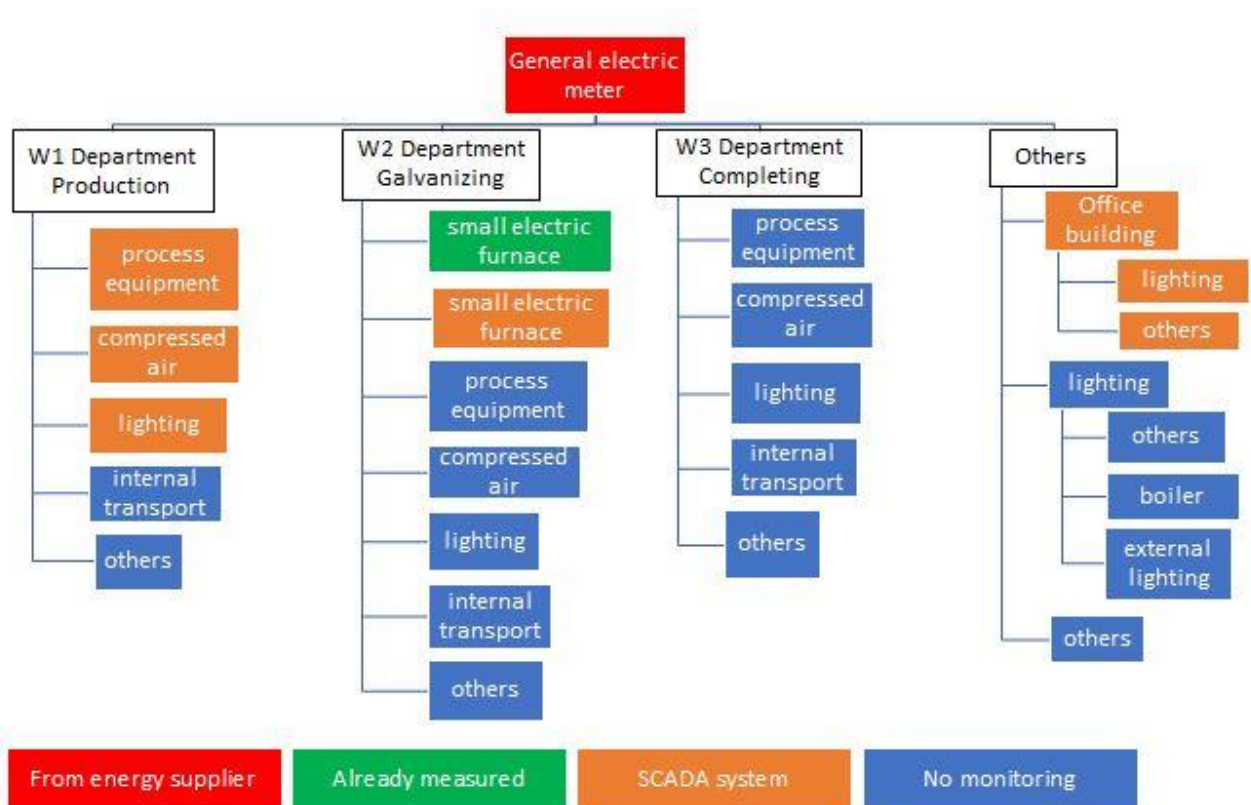 General electric
meter
W1 Department
Production
W2 Department
Galvanizing
W3 Department
Completing
Others
process
equipment
compressed
air
lighting
internal
transport
others
small electric
furnace
small electric
furnace
process
equipment
compressed
air
lighting
internal
transport
others
process
equipment
compressed
air
lighting
internal
transport
others
Office
building
lighting
others
lighting
others
boiler
external
lighting
others
From energy supplier
Already measured
SCADA system
No monitoring